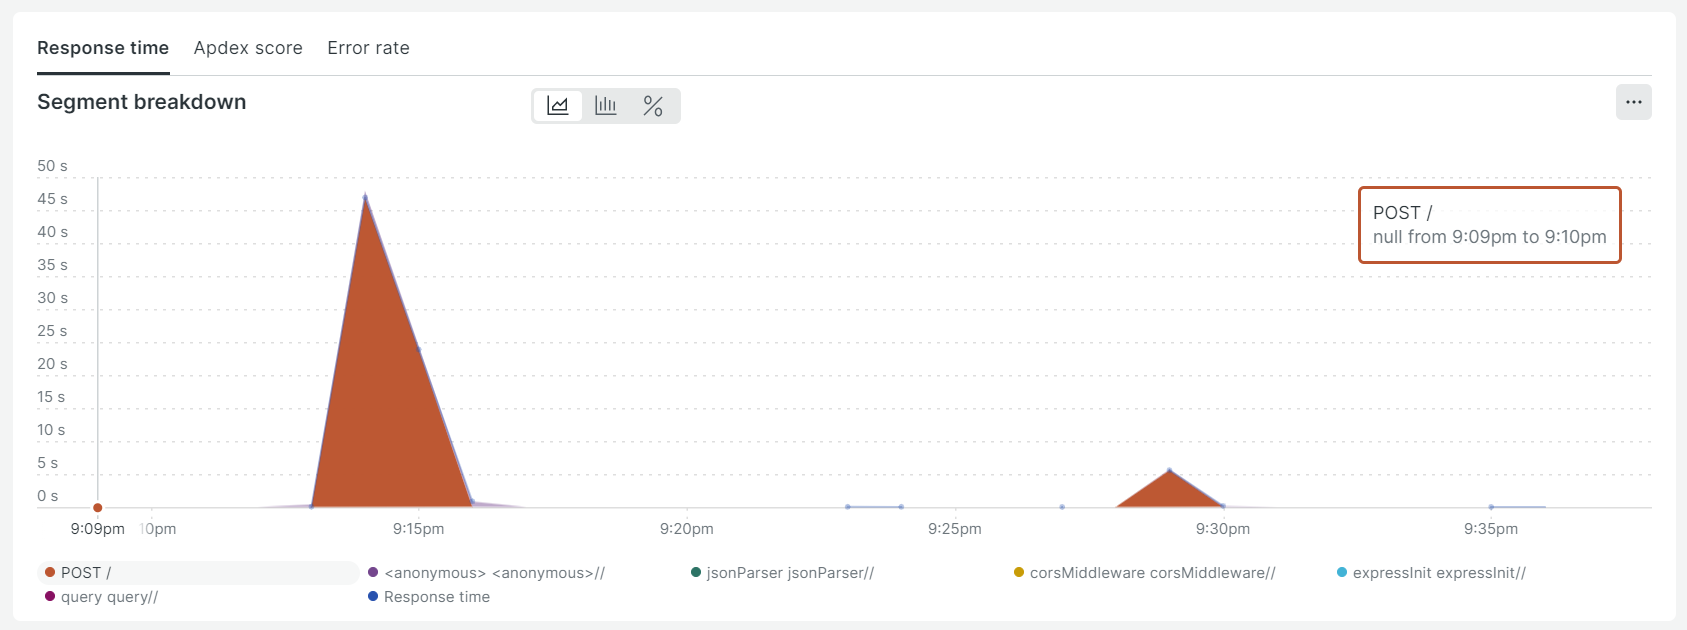 Response time Apdex score Error rate
Segment breakdown
50 s
45 s
40 s
35 s
30 s
25 s
20 s
15 s
10 s
5 s
0 s
POST /
null from 9:09pm to 9:10pm
9:09pm 10pm 9:15pm 9:20pm 9:25pm 9:30pm 9:35pm
POST / <anonymous> <anonymous>// jsonParser jsonParser// corsMiddleware corsMiddleware// expressInit expressInit//
query query// Response time